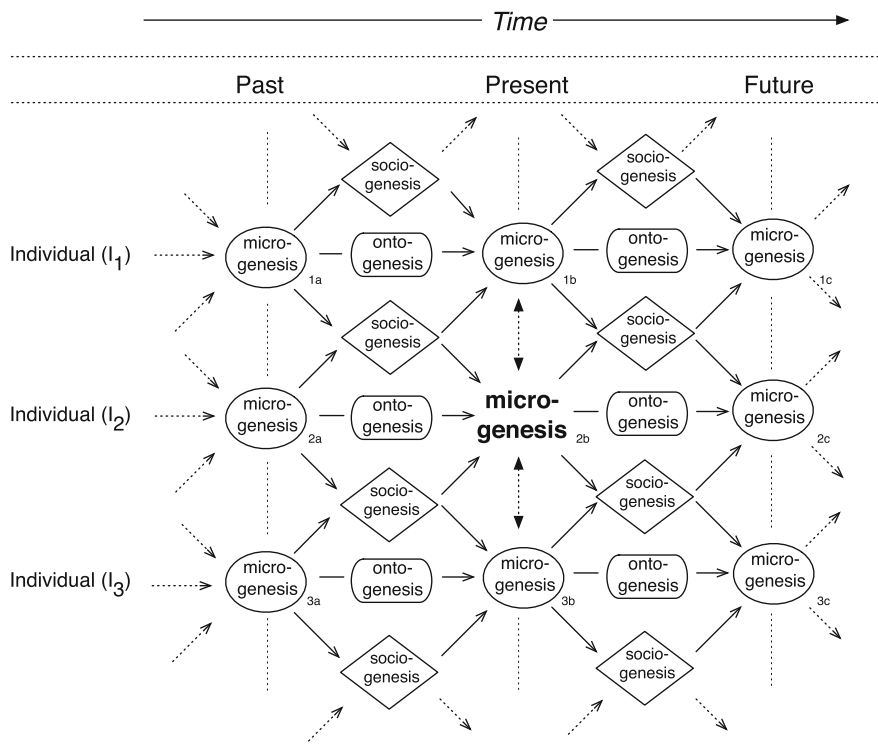 Time
Past Present Future
socio-
genesis
socio-
genesis
Individual (I1)
micro-
genesis
1a
onto-
genesis
micro-
genesis
1b
onto-
genesis
micro-
genesis
1c
socio-
genesis
socio-
genesis
Individual (I2)
micro-
genesis
2a
onto-
genesis
micro-
genesis
2b
onto-
genesis
micro-
genesis
2c
socio-
genesis
socio-
genesis
Individual (I3)
micro-
genesis
3a
onto-
genesis
micro-
genesis
3b
onto-
genesis
micro-
genesis
3c
socio-
genesis
socio-
genesis